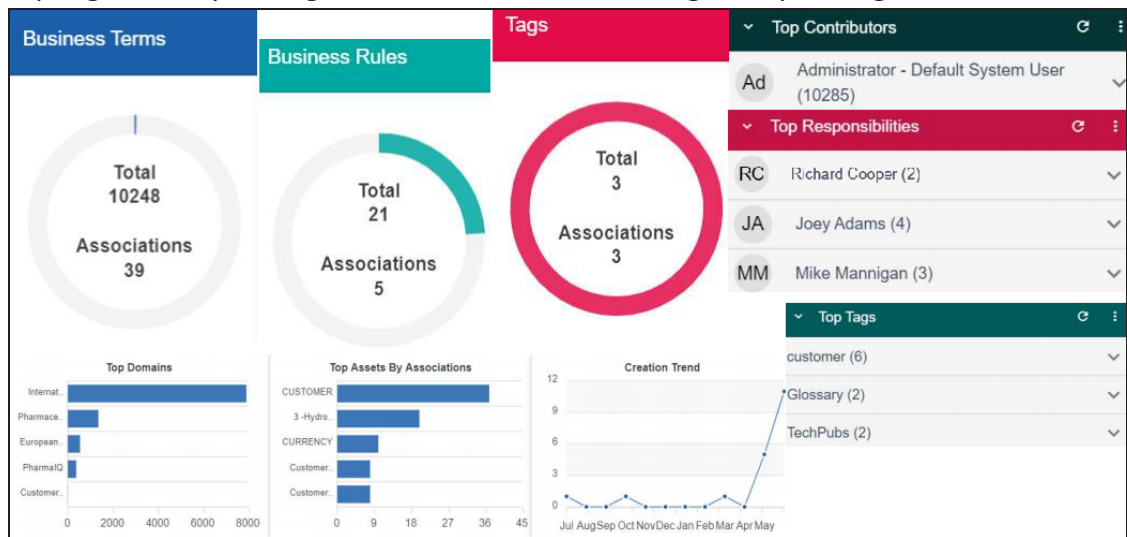 Business Terms
Total
10248
Associations
39
Business Rules
Total
21
Associations
5
Tags
Total
3
Associations
3
Top Contributors
Ad
Administrator - Default System User
(10285)
Top Responsibilities
RC Richard Cooper (2)
JA Joey Adams (4)
MM Mike Mannigan (3)
Top Tags
customer (6)
Glossary (2)
TechPubs (2)
Top Domains
Internat..
Pharmace..
European..
PharmaIQ
Customer..
0 2000 4000 6000 8000
Top Assets By Associations
CUSTOMER
3 -Hydro..
CURRENCY
Customer..
Customer..
0 9 18 27 36 45
Creation Trend
12
9
6
3
0
Jul Aug Sep Oct Nov Dec Jan Feb Mar Apr May